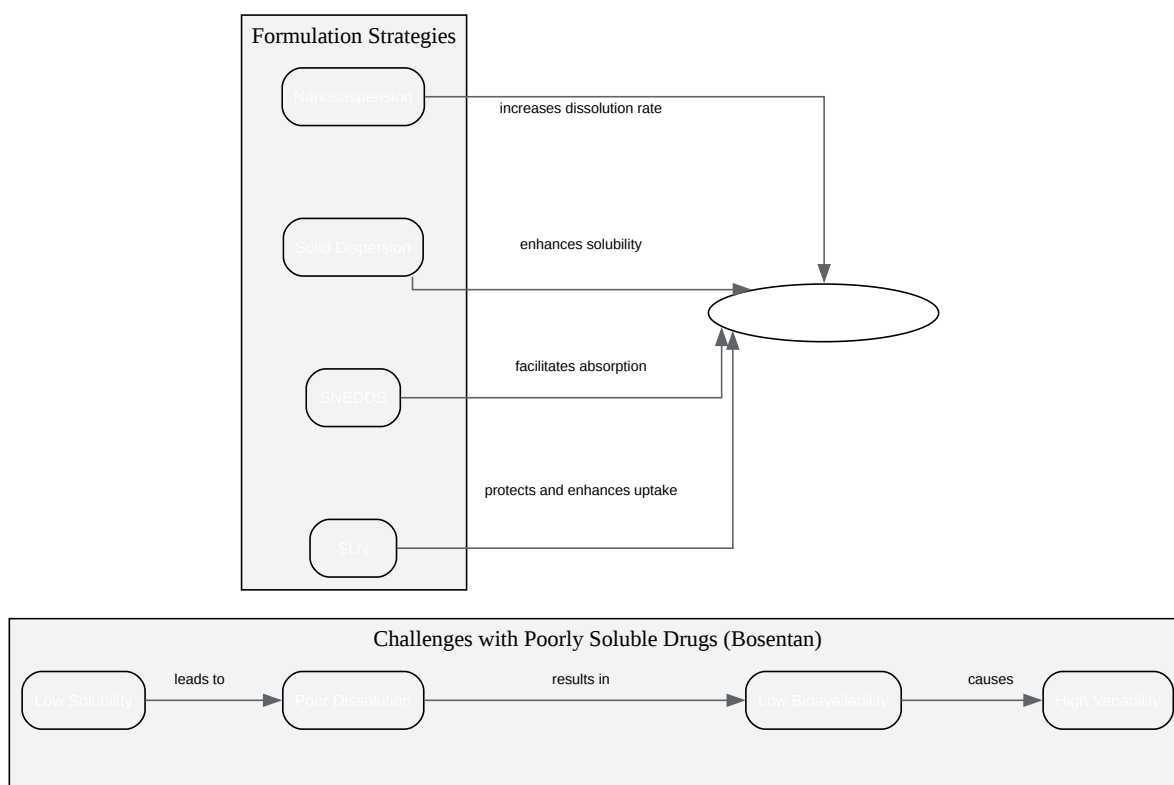 Formulation Strategies
Nanosuspension
increases dissolution rate
Solid Dispersion
enhances solubility
SNEDDS
facilitates absorption
protects and enhances uptake
SLN
Challenges with Poorly Soluble Drugs (Bosentan)
Low Solubility
leads to
Poor Dissolution
results in
Low Bioavailability
causes
High Variability